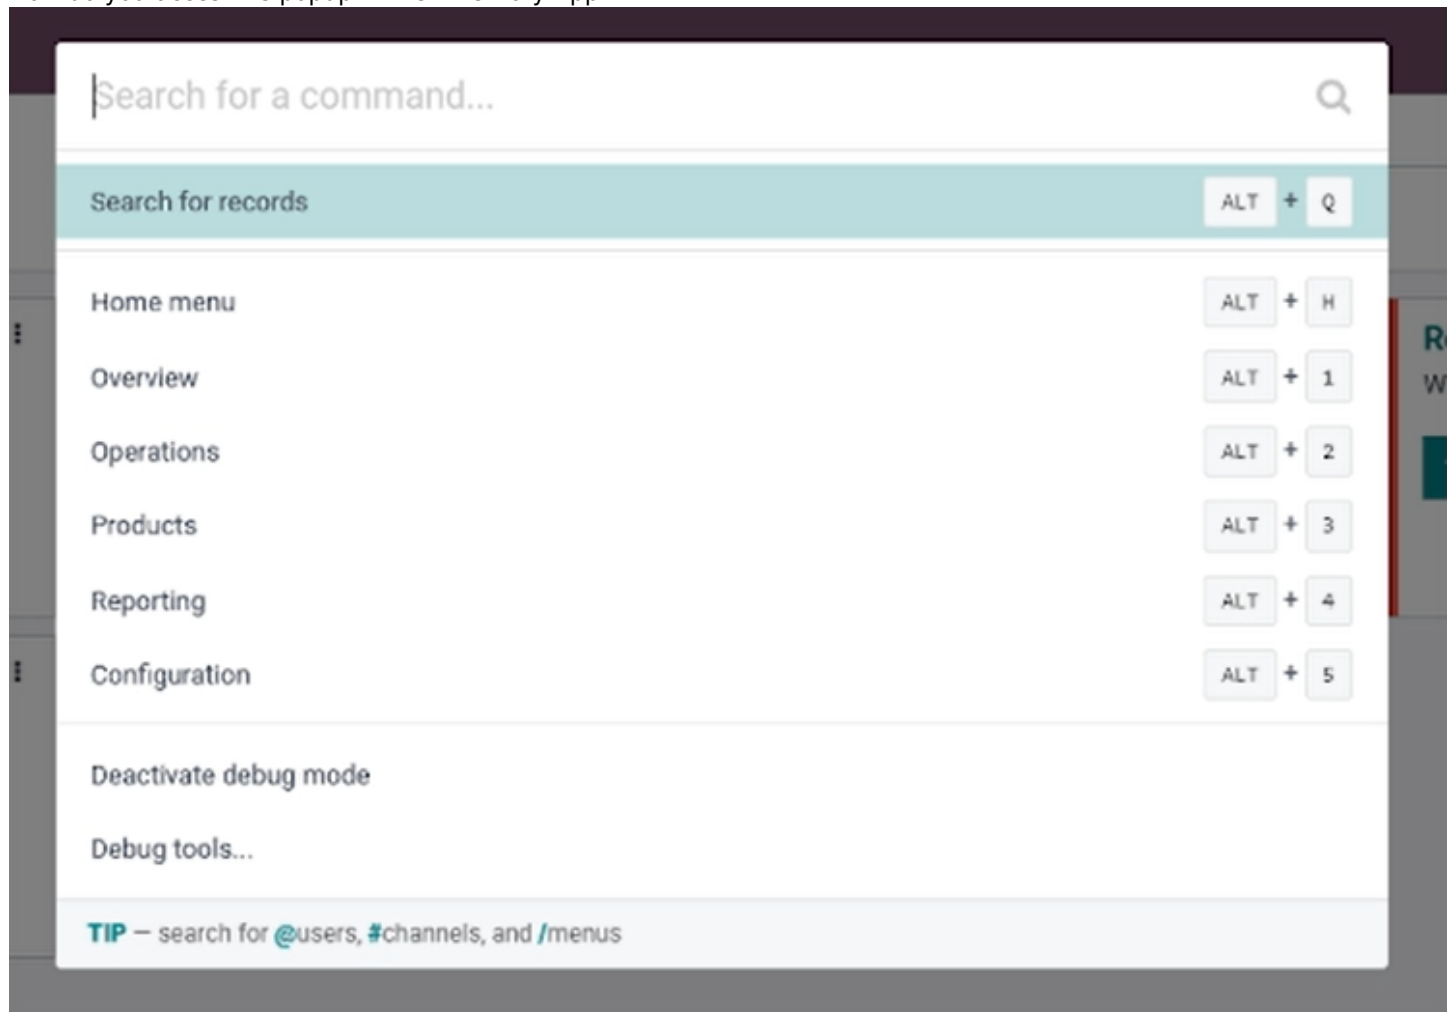 Search for a command...
Search for records ALT + Q
Home menu ALT + H
Overview ALT + 1
Operations ALT + 2
Products ALT + 3
Reporting ALT + 4
Configuration ALT + 5
Deactivate debug mode
Debug tools...
TIP — search for @users, #channels, and /menus